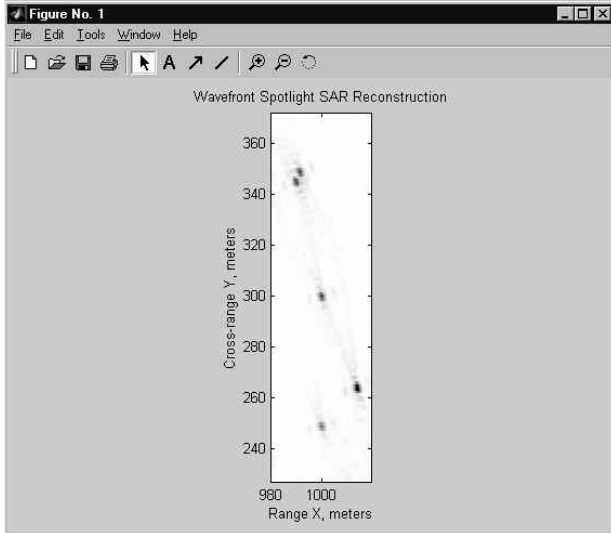 Figure No. 1
File Edit Tools Window Help
A
Wavefront Spotlight SAR Reconstruction
360
340
320
300
280
260
240
Cross-range Y, meters
980 1000
Range X, meters